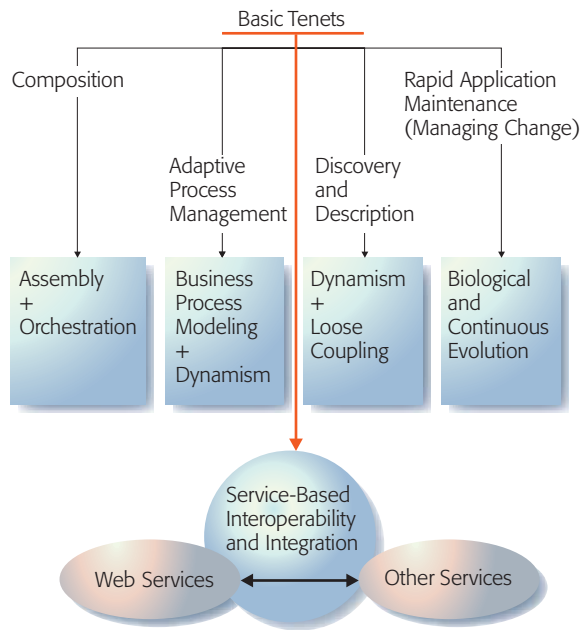 Basic Tenets
Composition
Rapid Application
Maintenance
(Managing Change)
Adaptive
Process
Management
Discovery
and
Description
Assembly
+
Orchestration
Business
Process
Modeling
+
Dynamism
Dynamism
+
Loose
Coupling
Biological
and
Continuous
Evolution
Service-Based
Interoperability
and Integration
Web Services
Other Services